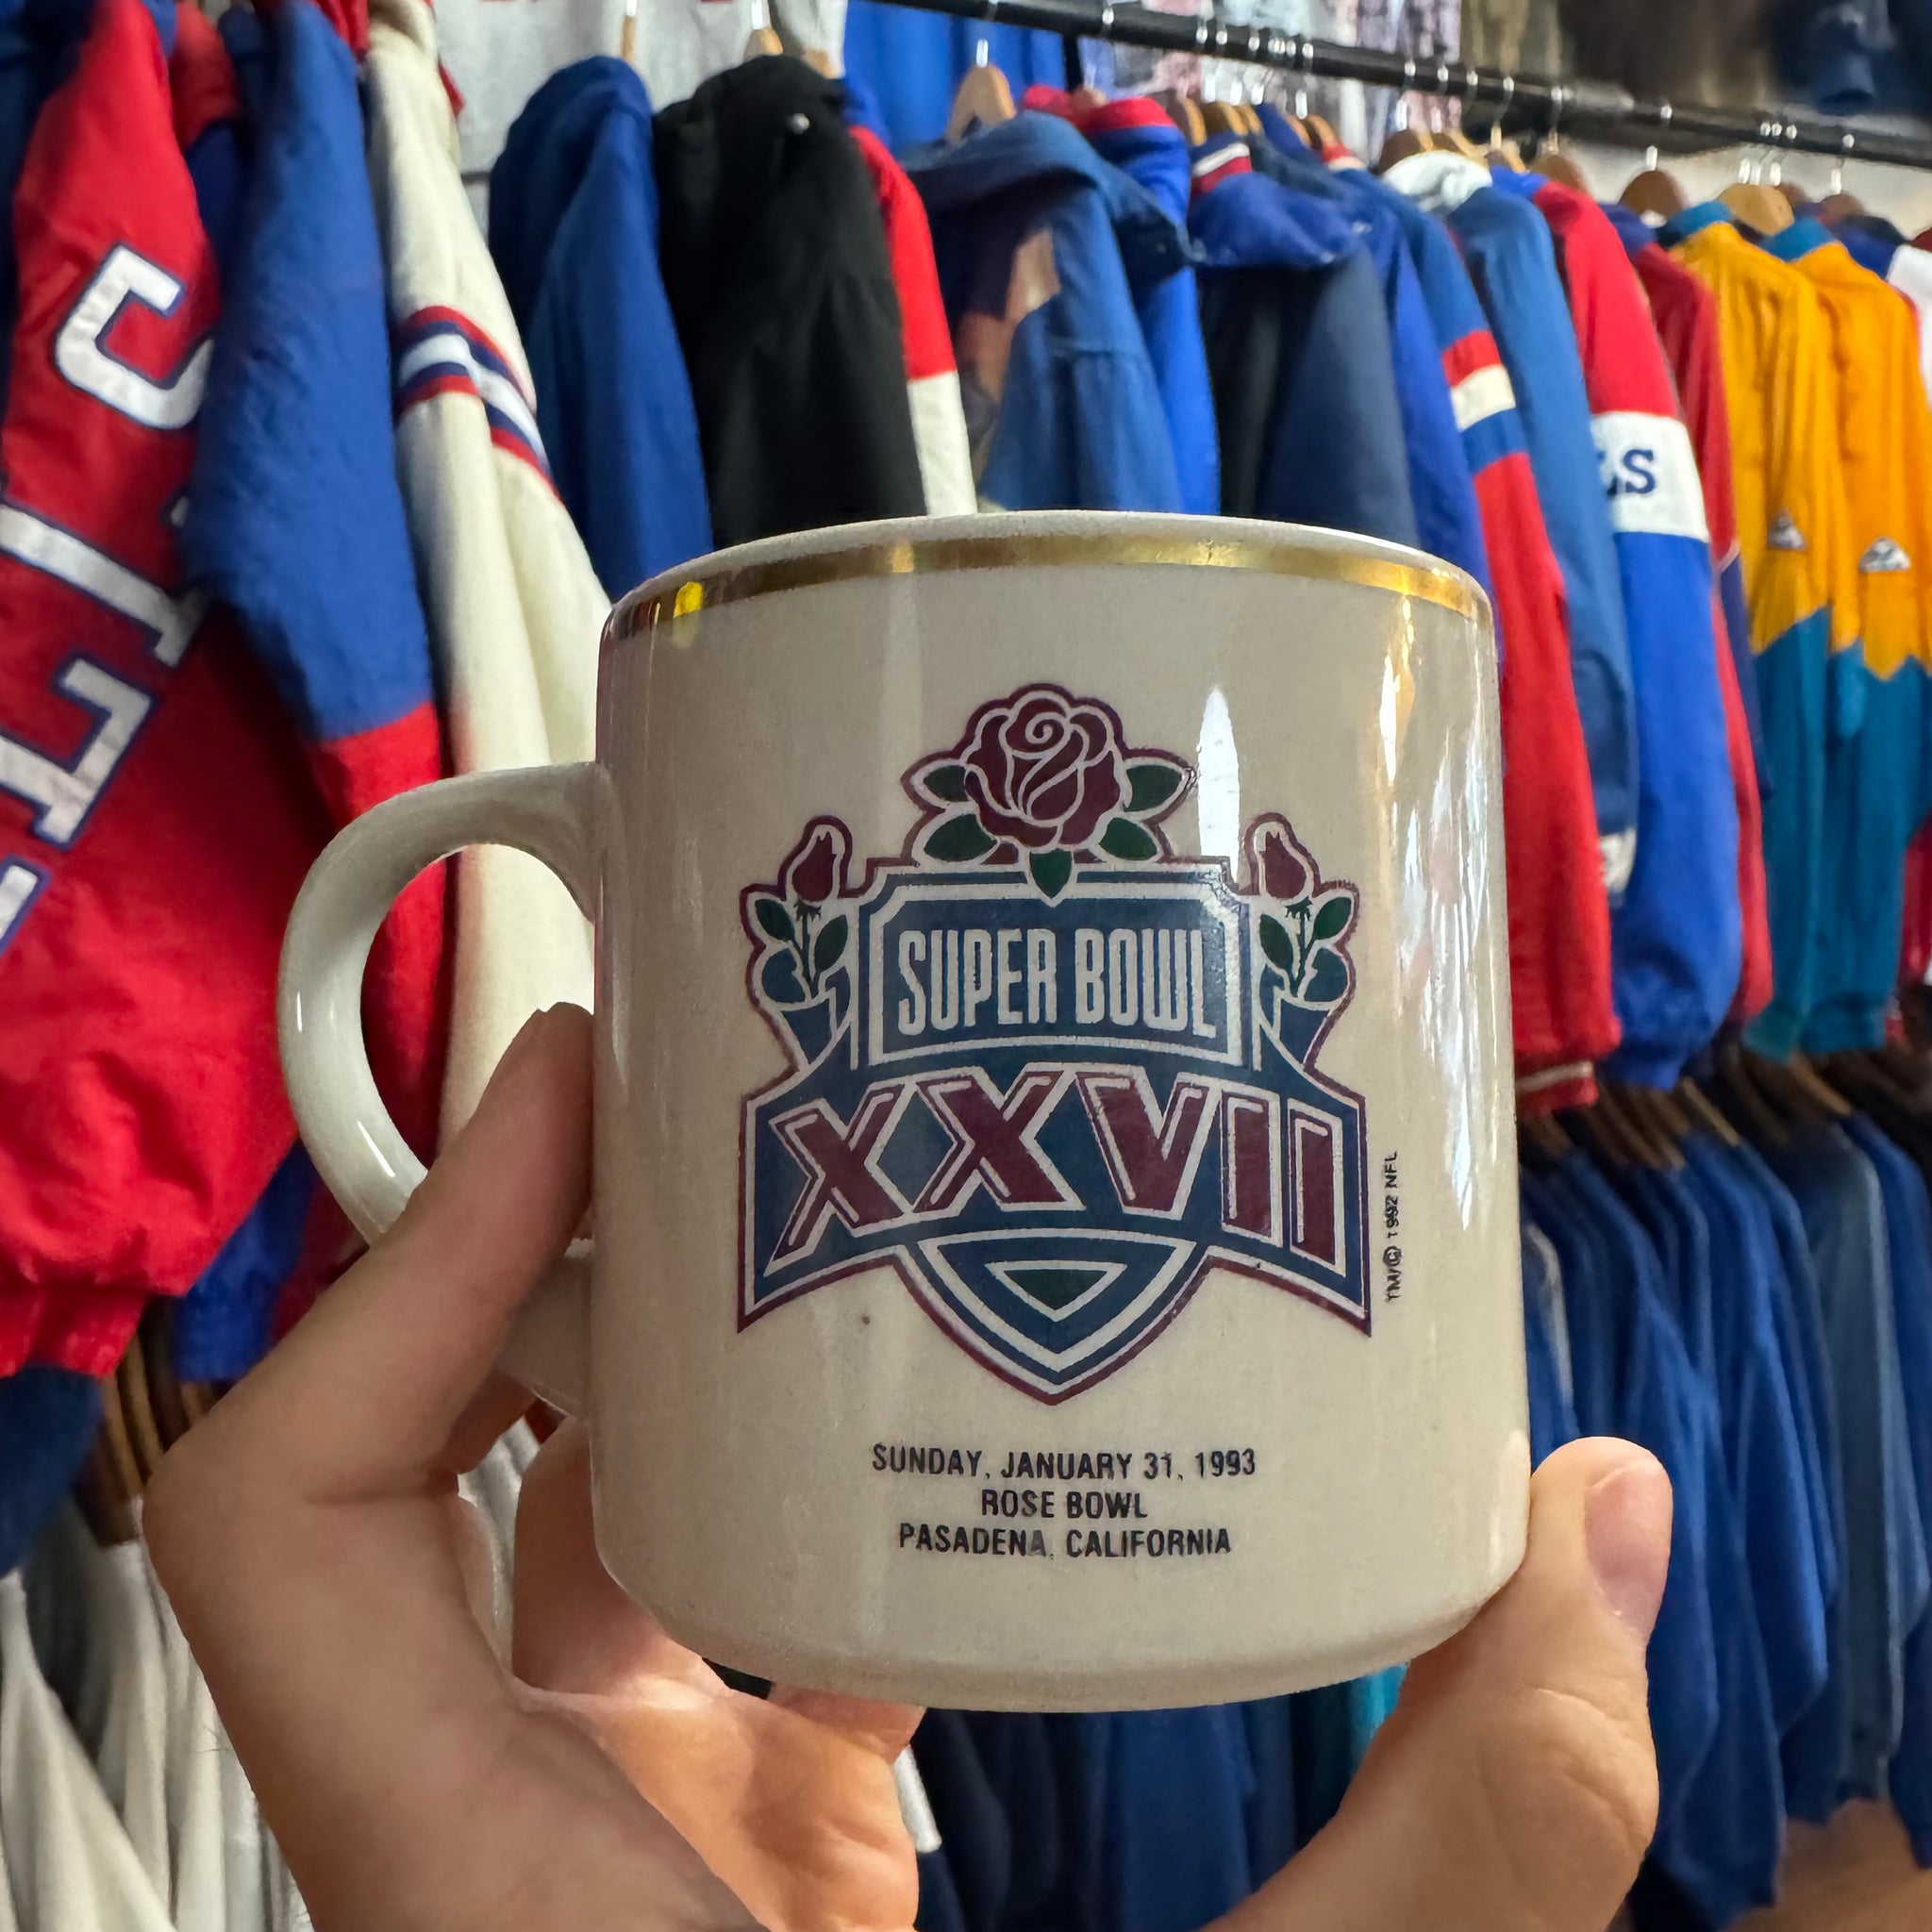 SUPER BOWL
XXVII
TM/© 1992 NFL
SUNDAY, JANUARY 31, 1993
ROSE BOWL
PASADENA, CALIFORNIA